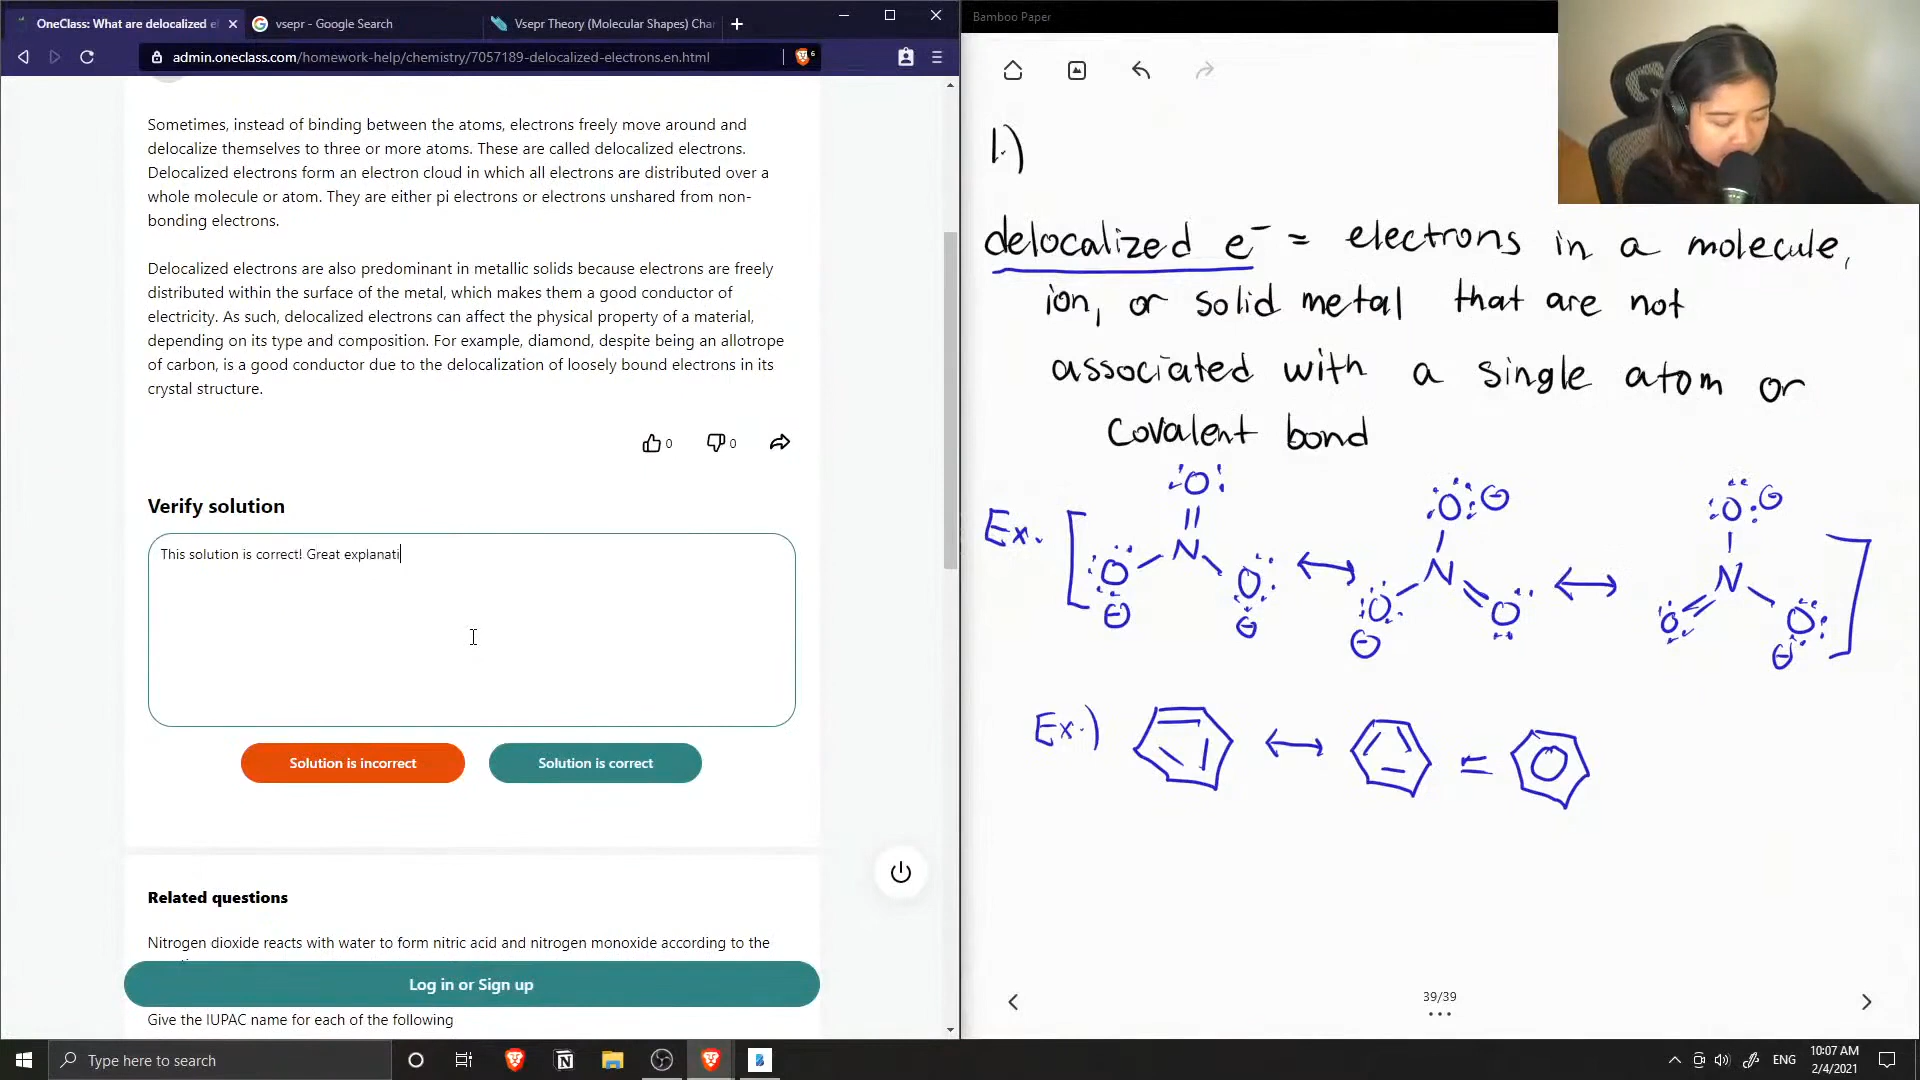 OneClass: What are delocalized el
vsepr - Google Search
Vsepr Theory (Molecular Shapes) Char
admin.oneclass.com/homework-help/chemistry/7057189-delocalized-electrons.en.html
6
Sometimes, instead of binding between the atoms, electrons freely move around and
delocalize themselves to three or more atoms. These are called delocalized electrons.
Delocalized electrons form an electron cloud in which all electrons are distributed over a
whole molecule or atom. They are either pi electrons or electrons unshared from non-
bonding electrons.
Delocalized electrons are also predominant in metallic solids because electrons are freely
distributed within the surface of the metal, which makes them a good conductor of
electricity. As such, delocalized electrons can affect the physical property of a material,
depending on its type and composition. For example, diamond, despite being an allotrope
of carbon, is a good conductor due to the delocalization of loosely bound electrons in its
crystal structure.
0
0
Verify solution
This solution is correct! Great explanati
Solution is incorrect
Solution is correct
Related questions
Nitrogen dioxide reacts with water to form nitric acid and nitrogen monoxide according to the
Log in or Sign up
Give the IUPAC name for each of the following
Bamboo Paper
1.)
delocalized e⁻ = electrons in a molecule,
ion, or solid metal that are not
associated with a single atom or
covalent bond
Ex.
O
N
O
O
O
N
O
O
O
N
O
O
Ex.)
=
39/39
Type here to search
ENG
10:07 AM
2/4/2021